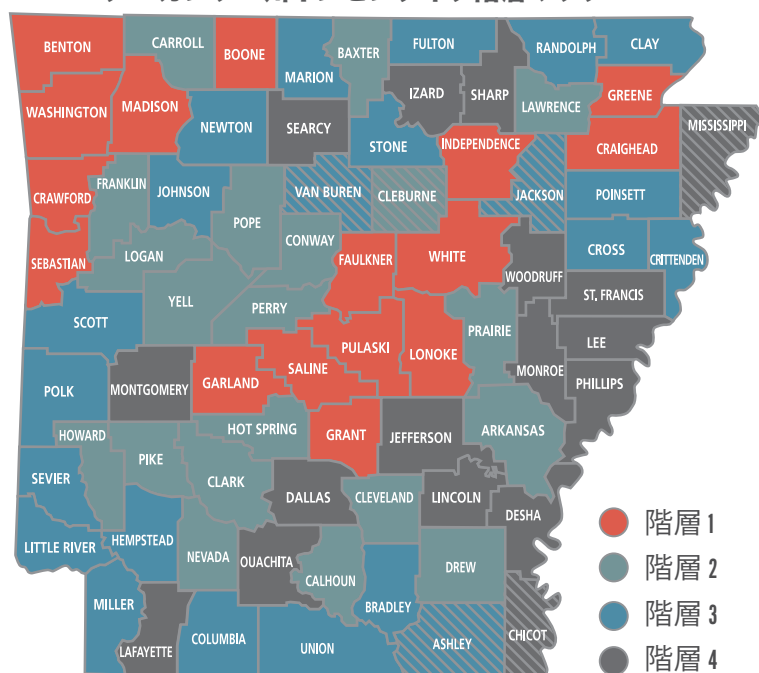 BENTON
CARROLL
BOONE
MARION
BAXTER
FULTON
RANDOLPH
CLAY
IZARD
SHARP
LAWRENCE
GREENE
WASHINGTON
MADISON
NEWTON
SEARCY
STONE
INDEPENDENCE
CRAIGHEAD
MISSISSIPPI
CRAWFORD
FRANKLIN
JOHNSON
POPE
VAN BUREN
CLEBURNE
JACKSON
POINSETT
SEBASTIAN
LOGAN
CONWAY
FAULKNER
WHITE
WOODRUFF
CROSS
CRITTENDEN
ST. FRANCIS
SCOTT
YELL
PERRY
PULASKI
LONOKE
PRAIRIE
MONROE
LEE
PHILLIPS
POLK
MONTGOMERY
GARLAND
SALINE
HOT SPRING
GRANT
JEFFERSON
ARKANSAS
HOWARD
PIKE
CLARK
SEVIER
DALLAS
CLEVELAND
LINCOLN
DESHA
LITTLE RIVER
HEMPSTEAD
NEVADA
OUACHITA
CALHOUN
BRADLEY
DREW
MILLER
LAFAYETTE
COLUMBIA
UNION
ASHLEY
CHICOT
階層1
階層2
階層3
階層4